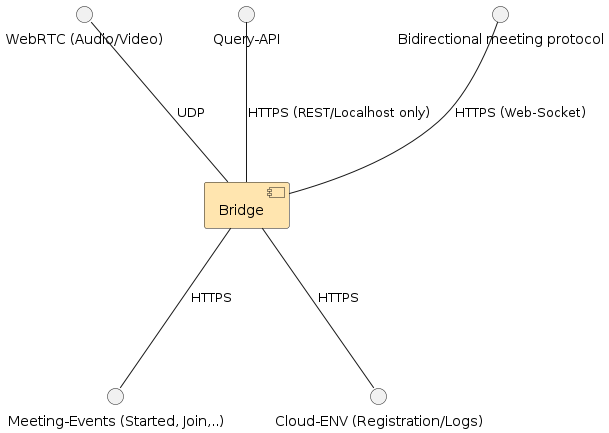 WebRTC (Audio/Video)
Query-API
Bidirectional meeting protocol
UDP
HTTPS (REST/Localhost only)
HTTPS (Web-Socket)
Bridge
HTTPS
HTTPS
Meeting-Events (Started, Join,..)
Cloud-ENV (Registration/Logs)